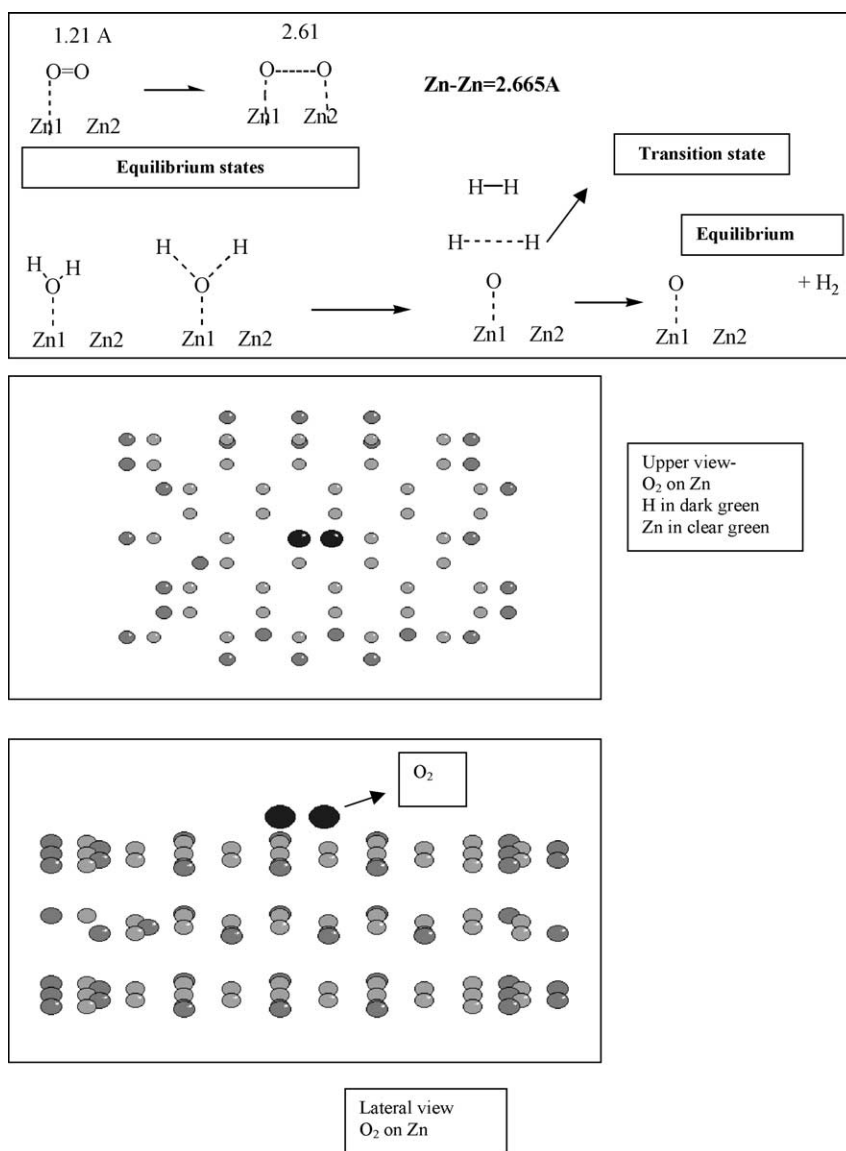 1.21 A
2.61
O=O
O------O
Zn-Zn=2.665A
Zn1 Zn2
Zn1 Zn2
Transition state
Equilibrium states
H—H
H------H
Equilibrium
H
H H
H
O
O
O
O
+ H2
Zn1 Zn2
Zn1 Zn2
Zn1 Zn2
Zn1 Zn2
Upper view-
O2 on Zn
H in dark green
Zn in clear green
O2
Lateral view
O2 on Zn